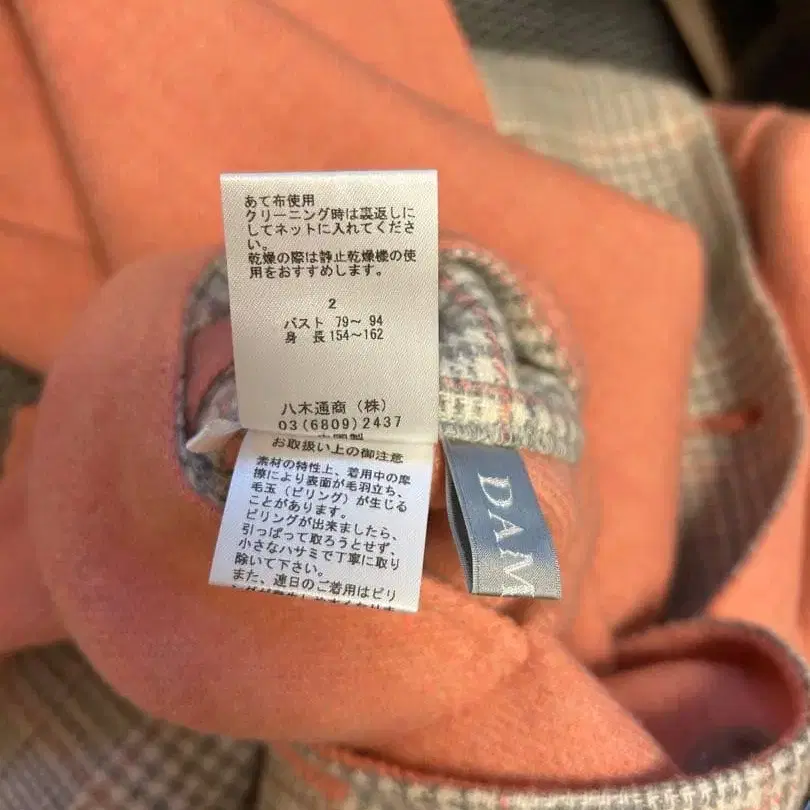 あて布使用
クリーニング時は裏返しに
してネットに入れてくださ
い。
乾燥の際は静止乾燥機の使
用をおすすめします。
2
バスト 79～ 94
身 長 154～162
八木通商（株）
03(6809)2437
お取扱い上の御注意
素材の特性上、着用中の摩
擦により表面が毛羽立ち、
毛玉（ピリング）が生じる
ことがあります。
ピリングが出来ましたら、
引っぱって取ろうとせず、
小さなハサミで丁寧に取り
除いて下さい。
また、連日のご着用はピリ
DAM